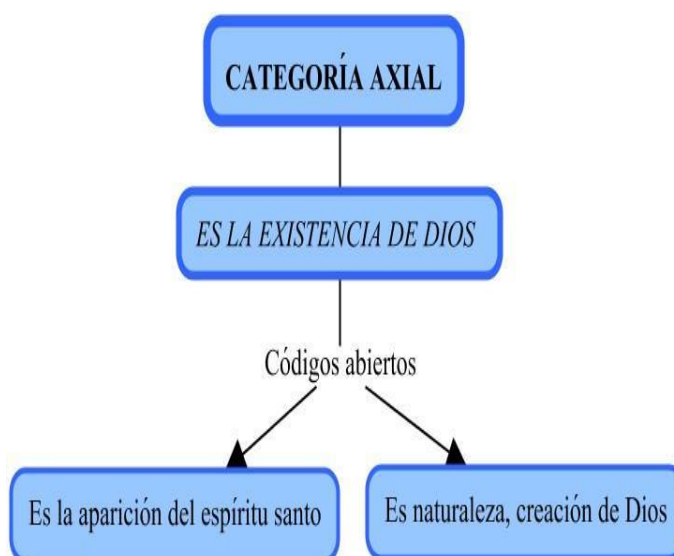 CATEGORÍA AXIAL
ES LA EXISTENCIA DE DIOS
Códigos abiertos
Es la aparición del espíritu santo
Es naturaleza, creación de Dios